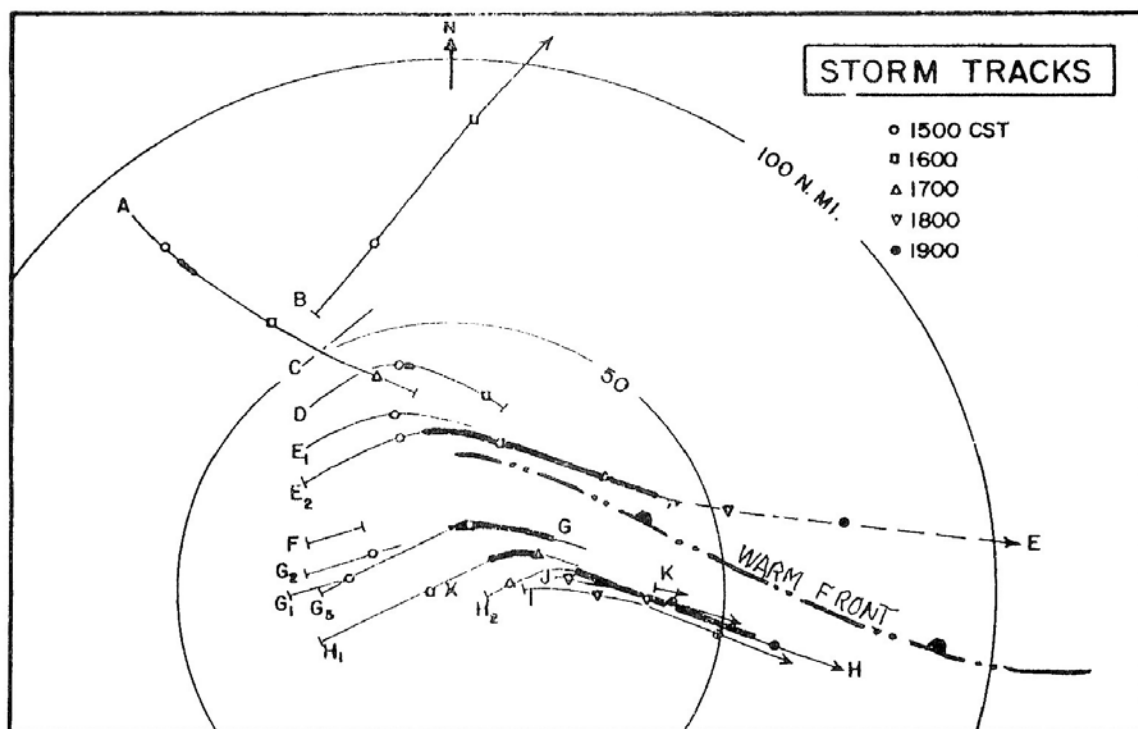 N
STORM TRACKS
1500 CST
1600
1700
1800
1900
100 N. MI.
A
B
C
50
D
E1
E2
E
F
G
G2
G1
G3
K
J
I
X
H2
H1
H
WARM FRONT